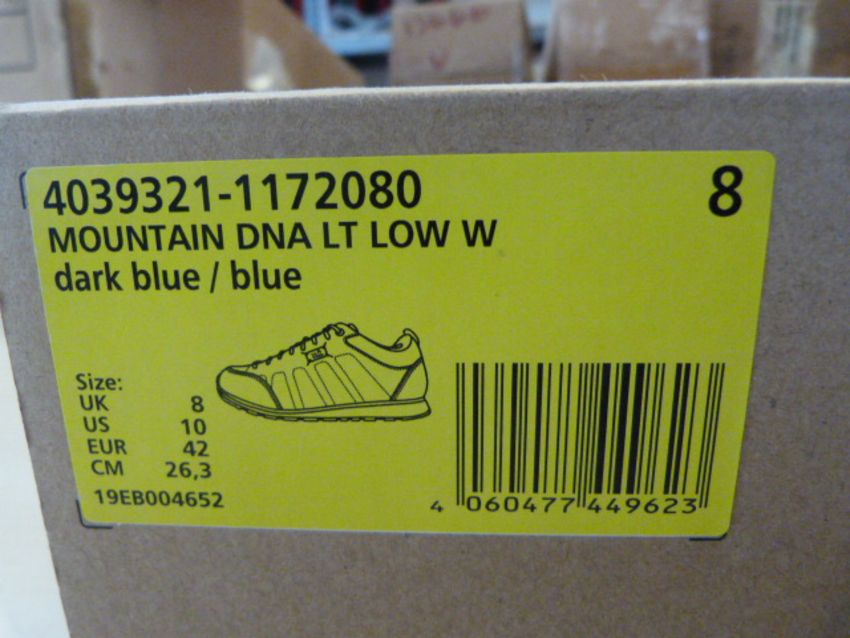 4039321-1172080 8
MOUNTAIN DNA LT LOW W
dark blue / blue
Size:
UK 8
US 10
EUR 42
CM 26,3
19EB004652
4 060477 449623